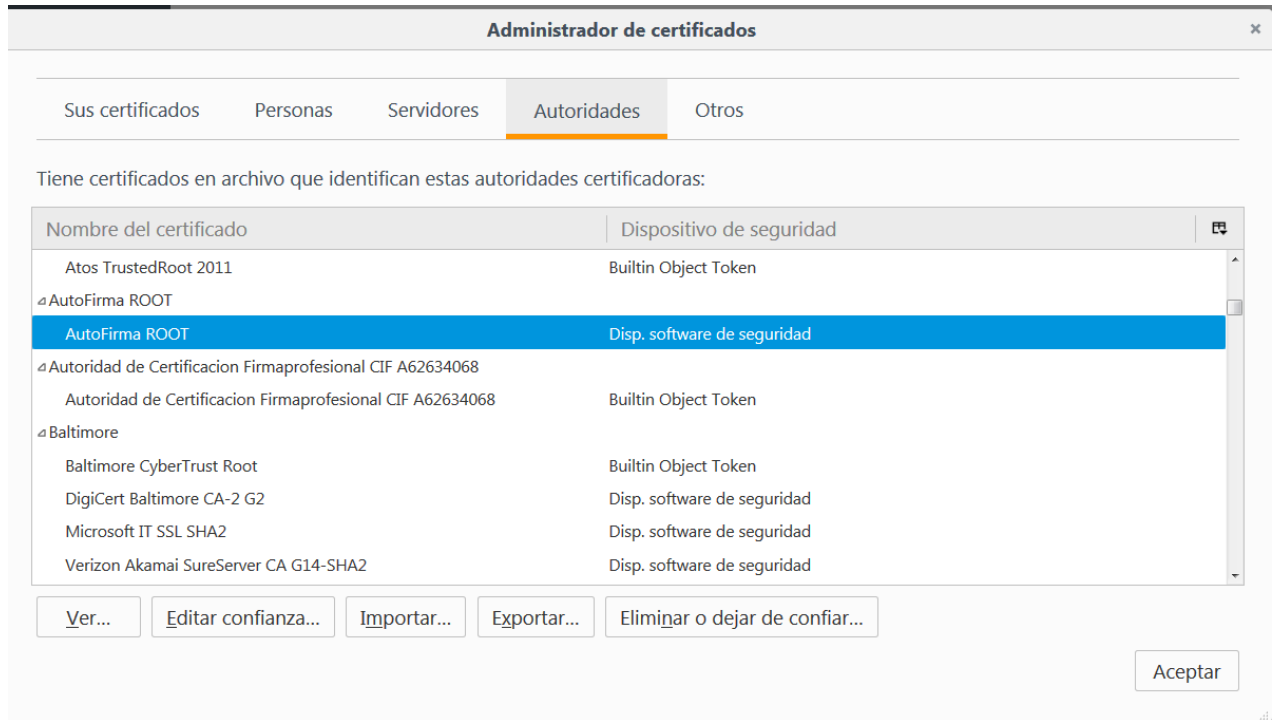 Administrador de certificados
Sus certificados Personas Servidores Autoridades Otros
Tiene certificados en archivo que identifican estas autoridades certificadoras:
Nombre del certificado Dispositivo de seguridad
Atos TrustedRoot 2011 Builtin Object Token
AutoFirma ROOT
AutoFirma ROOT Disp. software de seguridad
Autoridad de Certificacion Firmaprofesional CIF A62634068
Autoridad de Certificacion Firmaprofesional CIF A62634068 Builtin Object Token
Baltimore
Baltimore CyberTrust Root Builtin Object Token
DigiCert Baltimore CA-2 G2 Disp. software de seguridad
Microsoft IT SSL SHA2 Disp. software de seguridad
Verizon Akamai SureServer CA G14-SHA2 Disp. software de seguridad
Ver... Editar confianza... Importar... Exportar... Eliminar o dejar de confiar...
Aceptar